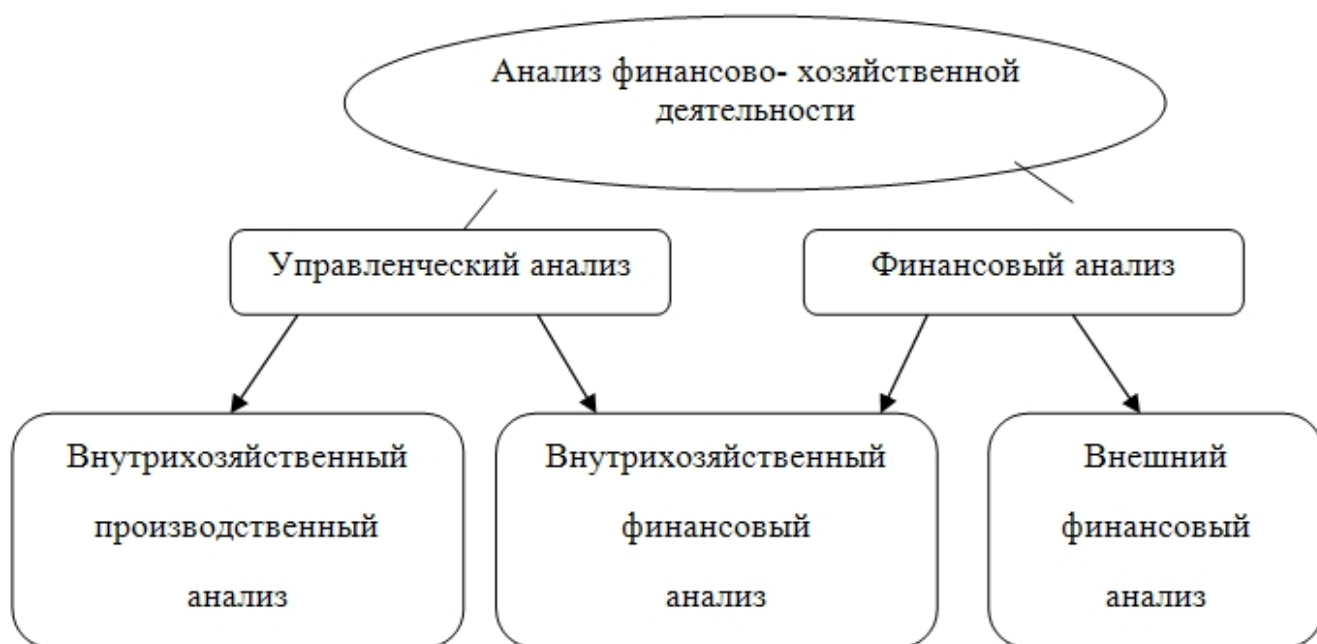 Анализ финансово- хозяйственной
деятельности
Управленческий анализ
Финансовый анализ
Внутрихозяйственный
производственный
анализ
Внутрихозяйственный
финансовый
анализ
Внешний
финансовый
анализ